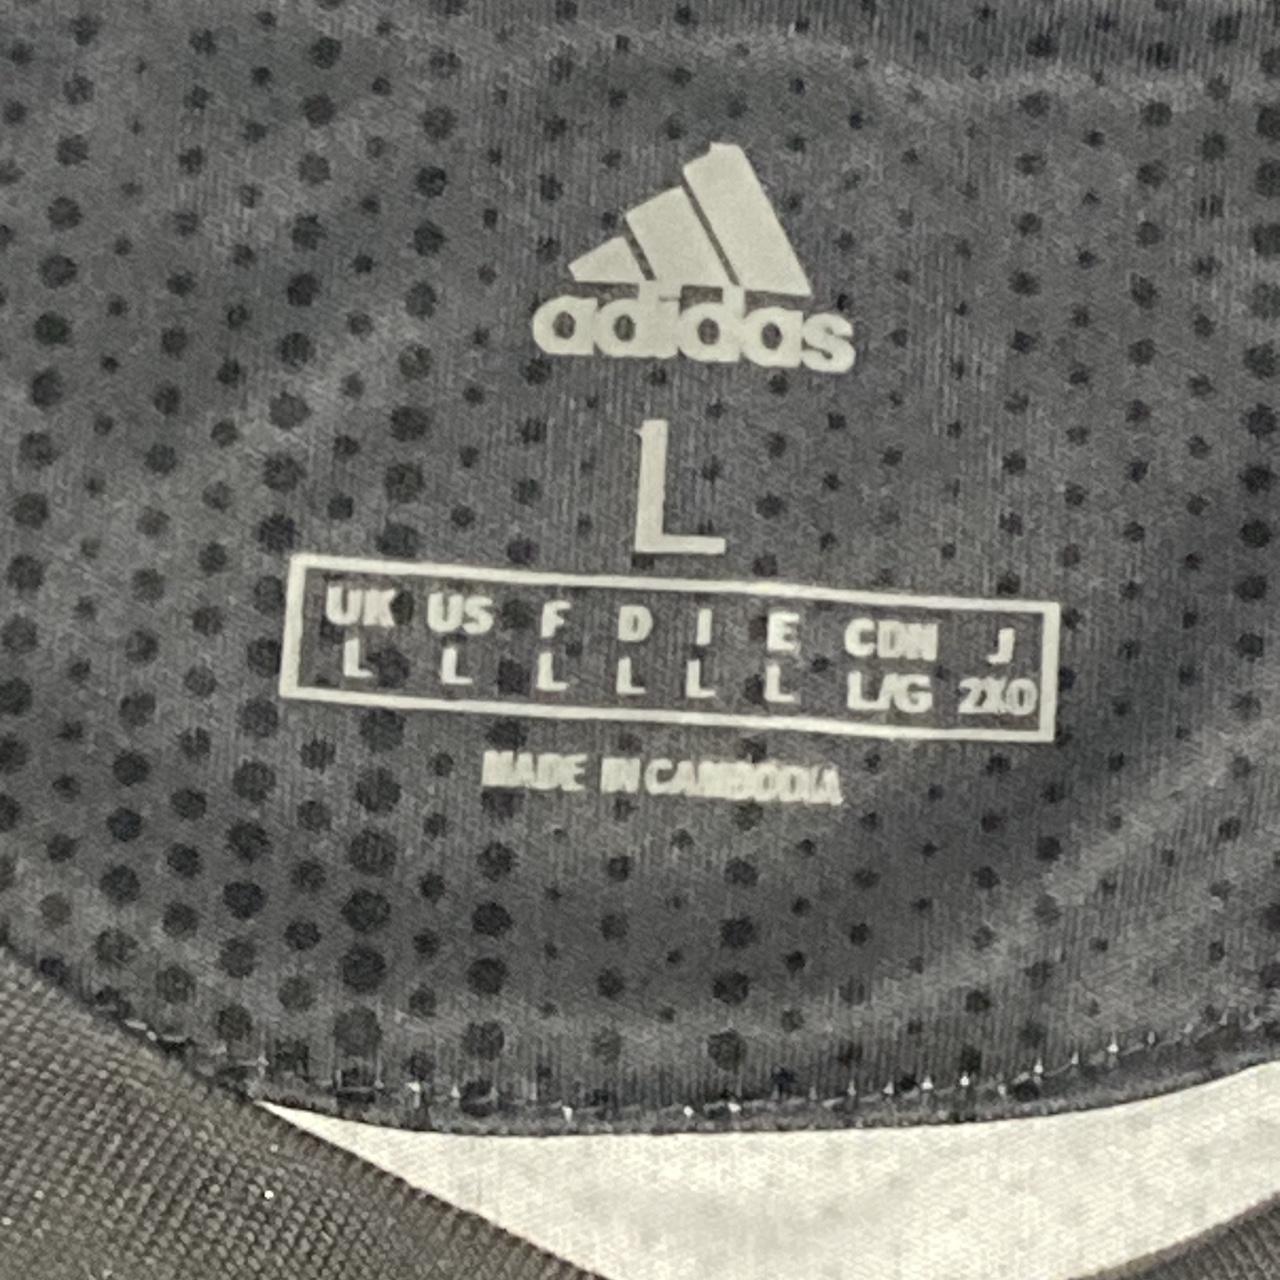 adidas
L
UK US F D I E CDN J
L L L L L L L/G 2XO
MADE IN CAMBODIA